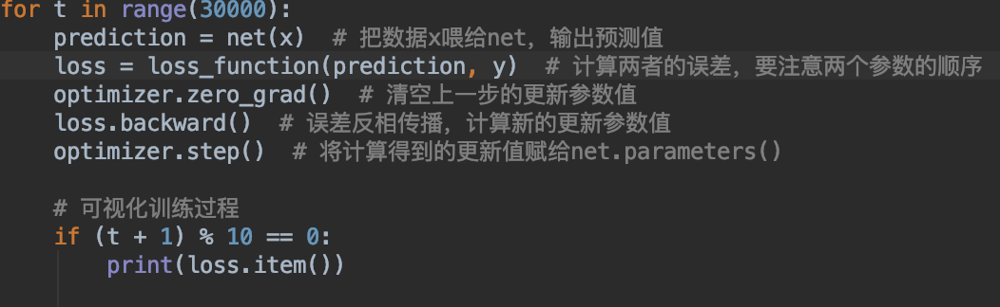 for t in range(30000):
    prediction = net(x)  # 把数据x喂给net，输出预测值
    loss = loss_function(prediction, y)  # 计算两者的误差，要注意两个参数的顺序
    optimizer.zero_grad()  # 清空上一步的更新参数值
    loss.backward()  # 误差反相传播，计算新的更新参数值
    optimizer.step()  # 将计算得到的更新值赋给net.parameters()
    # 可视化训练过程
    if (t + 1) % 10 == 0:
        print(loss.item())